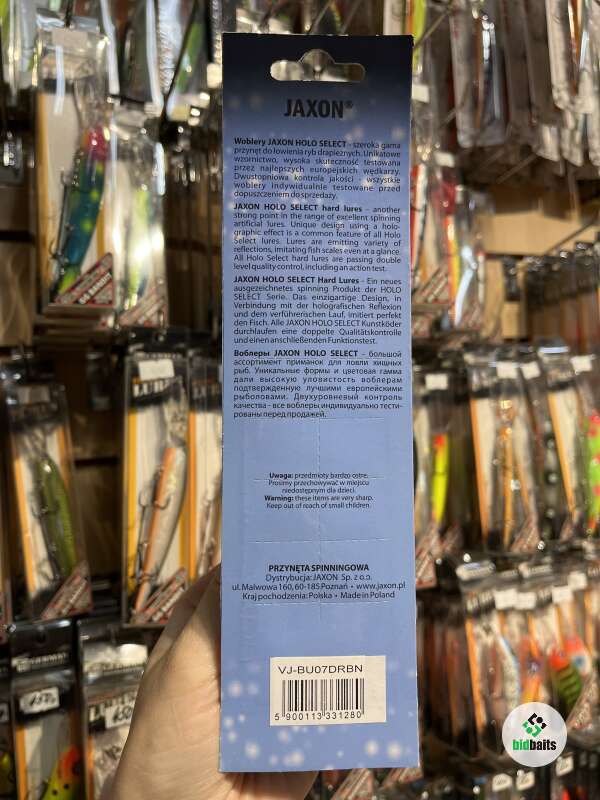 JAXON®
Woblery JAXON HOLO SELECT - szeroka gama
przynęt do łowienia ryb drapieżnych. Unikatowe
wzornictwo, wysoka skuteczność testowana
przez najlepszych europejskich wędkarzy.
Dwustopniowa kontrola jakości - wszystkie
woblery indywidualnie testowane przed
dopuszczeniem do sprzedaży.
JAXON HOLO SELECT hard lures - another
strong point in the range of excellent spinning
artificial lures. Unique design using a holo-
graphic effect is a common feature of all Holo
Select lures. Lures are emitting variety of
reflections, imitating fish scales even at a glance.
All Holo Select hard lures are passing double
level quality control, including an action test.
JAXON HOLO SELECT Hard Lures - Ein neues
ausgezeichnetes spinning Produkt der HOLO
SELECT Serie. Das einzigartige Design, in
Verbindung mit der holografischen Reflexion
und dem verführerischen Lauf, imitiert perfekt
den Fisch. Alle JAXON HOLO SELECT Kunstköder
durchlaufen eine doppelte Qualitätskontrolle
und einen anschließenden Funktionstest.
Воблеры JAXON HOLO SELECT - большой
ассортимент приманок для ловли хищных
рыб. Уникальные формы и цветовая гамма
дали высокую уловистость воблерам
подтвержденную лучшими европейскими
рыболовами. Двухуровневый контроль
качества - все воблеры индивидуально тести-
рованы перед продажей.
Uwaga: przedmioty bardzo ostre.
Prosimy przechowywać w miejscu
niedostępnym dla dzieci.
Warning: these items are very sharp.
Keep out of reach of small children.
PRZYNĘTA SPINNINGOWA
Dystrybucja: JAXON Sp. z o.o.
ul. Malwowa 160, 60-185 Poznań • www.jaxon.pl
Kraj pochodzenia: Polska • Made in Poland
VJ-BU07DRBN
5 900113 331280
bidbaits